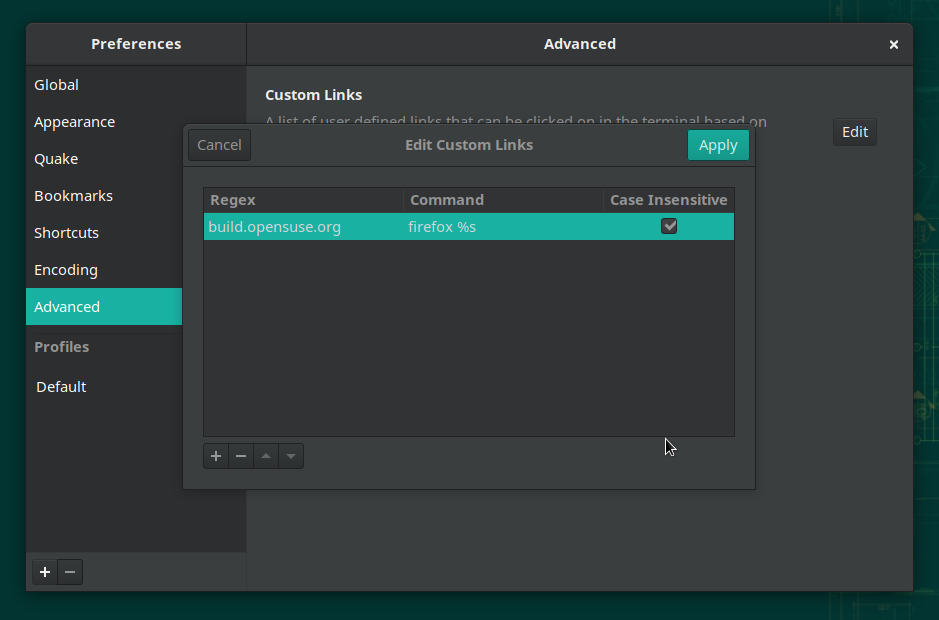 Preferences
Advanced
Global
Appearance
Quake
Bookmarks
Shortcuts
Encoding
Advanced
Profiles
Default
Custom Links
A list of user defined links that can be clicked on in the terminal based on
Edit
Cancel
Edit Custom Links
Apply
Regex Command Case Insensitive
build.opensuse.org firefox %s